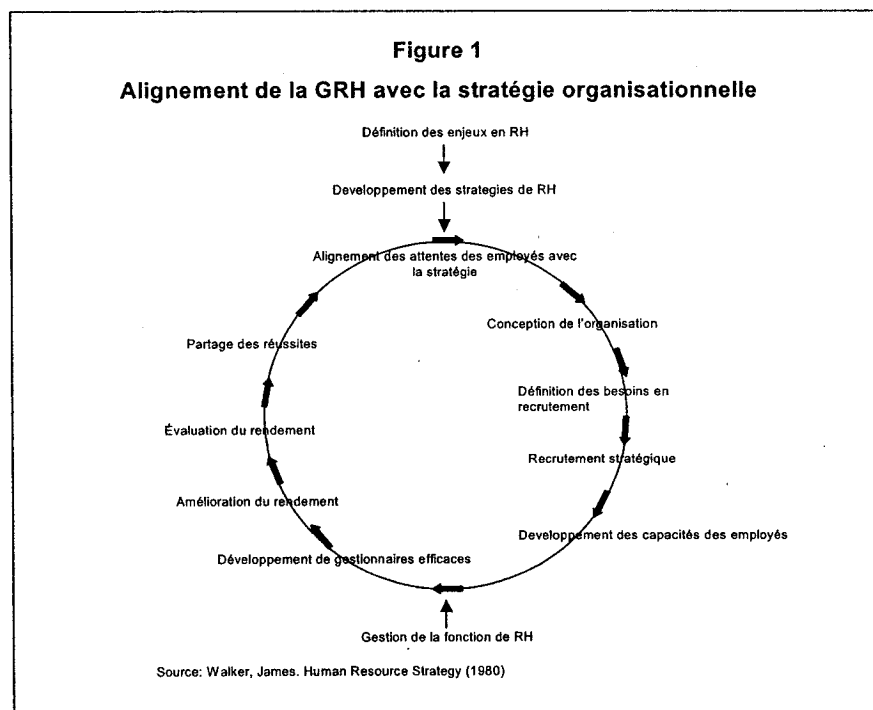 Figure 1
Alignement de la GRH avec la stratégie organisationnelle
Définition des enjeux en RH
Developpement des strategies de RH
Alignement des attentes des employés avec
la stratégie
Conception de l'organisation
Définition des besoins en
recrutement
Recrutement stratégique
Developpement des capacités des employés
Gestion de la fonction de RH
Développement de gestionnaires efficaces
Amélioration du rendement
Évaluation du rendement
Partage des réussites
Source: Walker, James. Human Resource Strategy (1980)